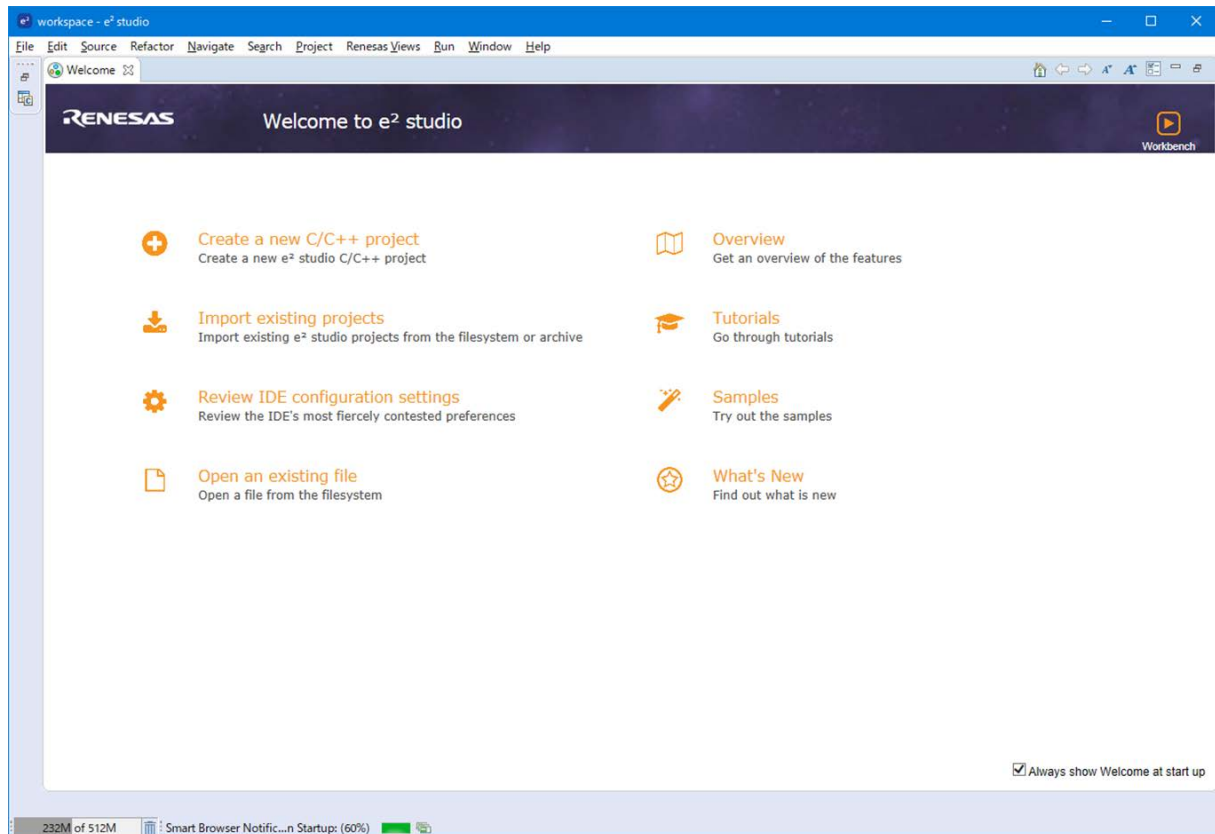 workspace - e² studio
File Edit Source Refactor Navigate Search Project Renesas Views Run Window Help
Welcome
RENESAS
Welcome to e² studio
Workbench
Create a new C/C++ project
Create a new e² studio C/C++ project
Overview
Get an overview of the features
Import existing projects
Import existing e² studio projects from the filesystem or archive
Tutorials
Go through tutorials
Review IDE configuration settings
Review the IDE's most fiercely contested preferences
Samples
Try out the samples
Open an existing file
Open a file from the filesystem
What's New
Find out what is new
Always show Welcome at start up
232M of 512M
Smart Browser Notific...n Startup: (60%)